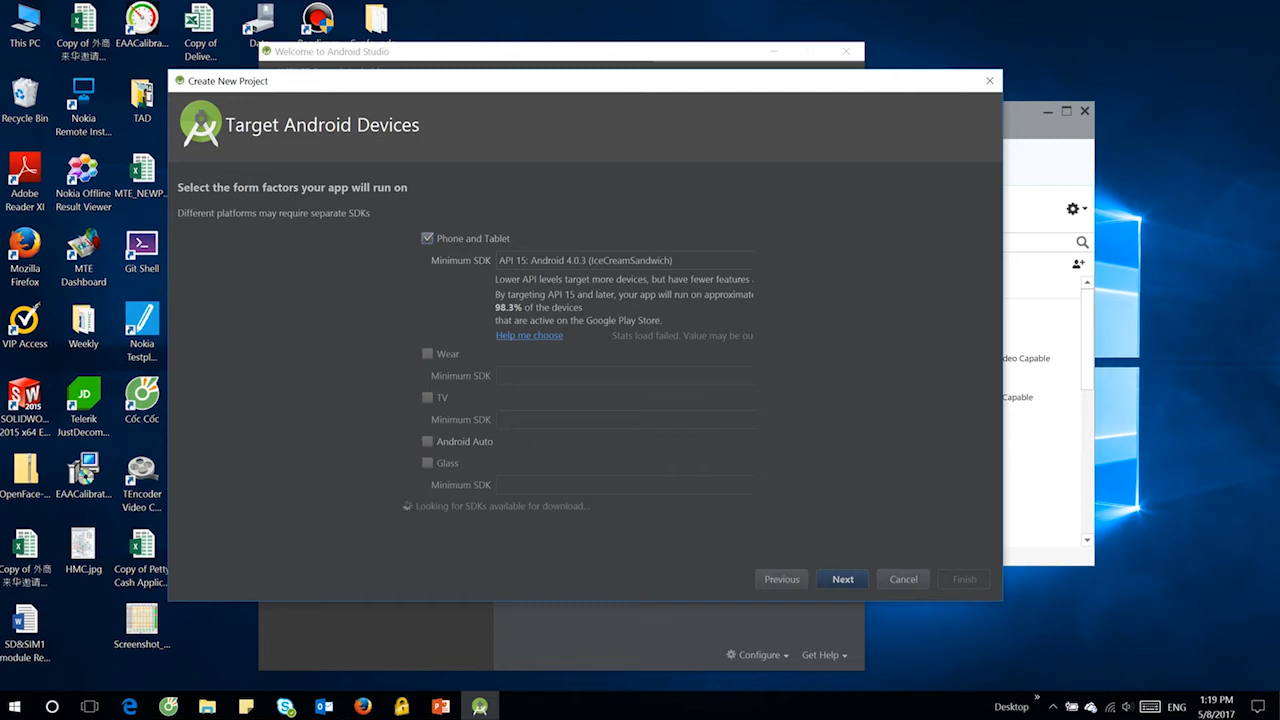 This PC
Copy of 外商
来华邀请...
EAACalibra...
Copy of
Delive...
Welcome to Android Studio
Create New Project
Target Android Devices
Recycle Bin
Nokia
Remote Inst...
TAD
Select the form factors your app will run on
Different platforms may require separate SDKs
Adobe
Reader XI
Nokia Offline
Result Viewer
MTE_NEWP...
Phone and Tablet
Minimum SDK
API 15: Android 4.0.3 (IceCreamSandwich)
Lower API levels target more devices, but have fewer features
By targeting API 15 and later, your app will run on approximate
98.3% of the devices
that are active on the Google Play Store.
Help me choose
Stats load failed. Value may be ou
Mozilla
Firefox
MTE
Dashboard
Git Shell
Wear
Minimum SDK
TV
Minimum SDK
Android Auto
Glass
Minimum SDK
Looking for SDKs available for download...
deo Capable
Capable
VIP Access
Weekly
Nokia
Testpl...
SOLIDWO...
2015 x64 E...
Telerik
JustDecom...
Cốc Cốc
OpenFace-...
EAACalibrat...
TEncoder
Video C...
Copy of 外
来华邀请...
HMC.jpg
Copy of Petty
Cash Applic...
Previous
Next
Cancel
Finish
SD&SIM1
module Re...
Screenshot_...
Configure
Get Help
Desktop
1:19 PM
5/8/2017